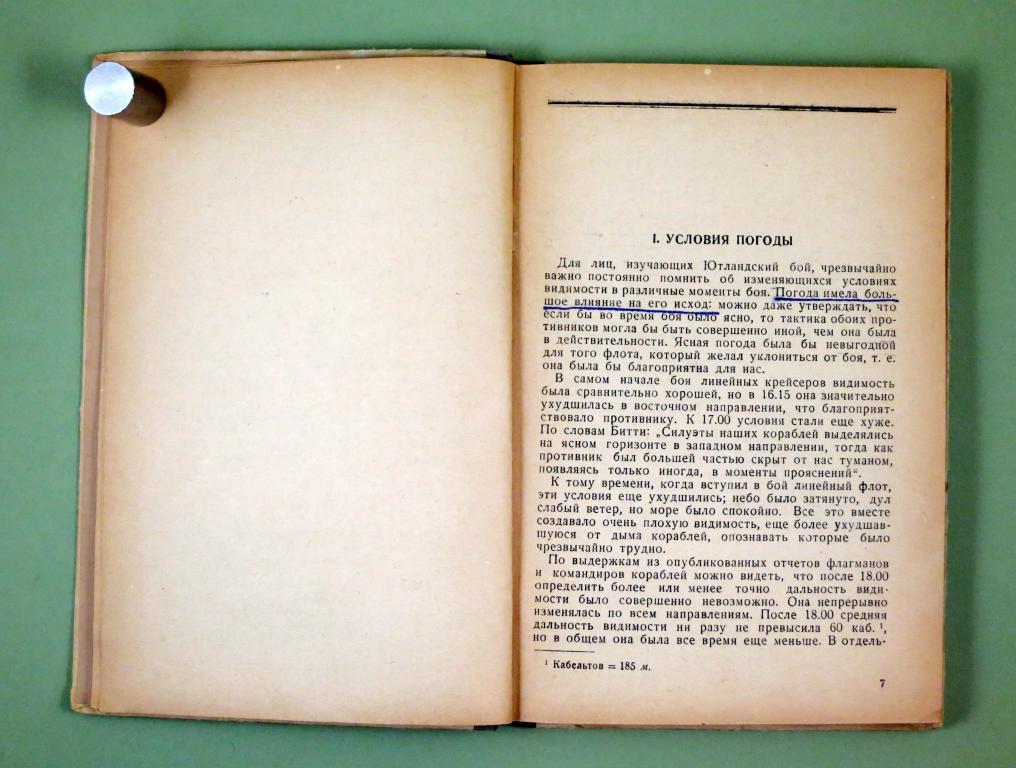 I. УСЛОВИЯ ПОГОДЫ
Для лиц, изучающих Ютландский бой, чрезвычайно
важно постоянно помнить об изменяющихся условиях
видимости в различные моменты боя. Погода имела боль-
шое влияние на его исход: можно даже утверждать, что
если бы во время боя было ясно, то тактика обоих про-
тивников могла бы быть совершенно иной, чем она была
в действительности. Ясная погода была бы невыгодной
для того флота, который желал уклониться от боя, т. е.
она была бы благоприятна для нас.
В самом начале боя линейных крейсеров видимость
была сравнительно хорошей, но в 16.15 она значительно
ухудшилась в восточном направлении, что благоприят-
ствовало противнику. К 17.00 условия стали еще хуже.
По словам Битти: „Силуэты наших кораблей выделялись
на ясном горизонте в западном направлении, тогда как
противник был большей частью скрыт от нас туманом,
появляясь только иногда, в моменты прояснений“.
К тому времени, когда вступил в бой линейный флот,
эти условия еще ухудшились; небо было затянуто, дул
слабый ветер, но море было спокойно. Все это вместе
создавало очень плохую видимость, еще более ухудшав-
шуюся от дыма кораблей, опознавать которые было
чрезвычайно трудно.
По выдержкам из опубликованных отчетов флагманов
и командиров кораблей можно видеть, что после 18.00
определить более или менее точно дальность види-
мости было совершенно невозможно. Она непрерывно
изменялась по всем направлениям. После 18.00 средняя
дальность видимости ни разу не превысила 60 каб. ¹,
но в общем она была все время еще меньше. В отдель-
¹ Кабельтов = 185 м.
7